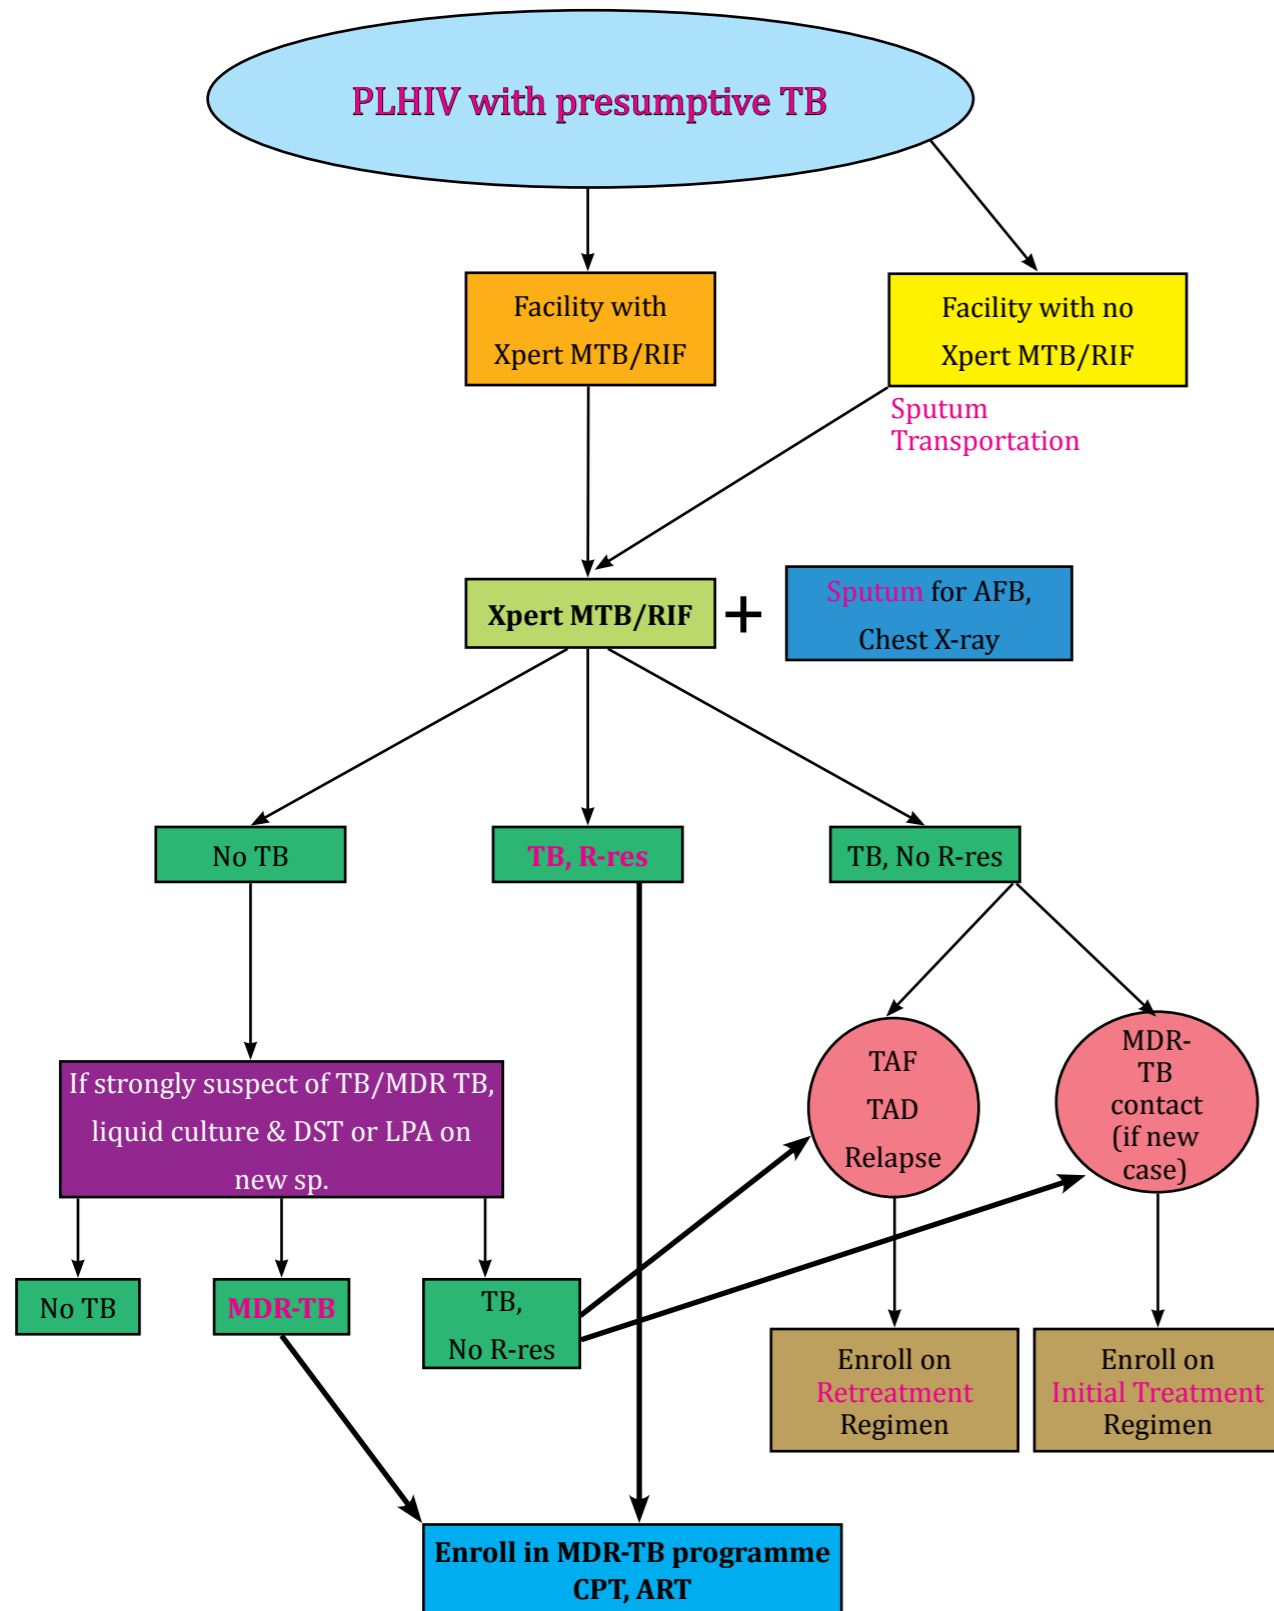 PLHIV with presumptive TB
Facility with
Xpert MTB/RIF
Facility with no
Xpert MTB/RIF
Sputum
Transportation
Xpert MTB/RIF
+
Sputum for AFB,
Chest X-ray
No TB
TB, R-res
TB, No R-res
If strongly suspect of TB/MDR TB,
liquid culture & DST or LPA on
new sp.
TAF
TAD
Relapse
MDR-
TB
contact
(if new
case)
No TB
MDR-TB
TB,
No R-res
Enroll on
Retreatment
Regimen
Enroll on
Initial Treatment
Regimen
Enroll in MDR-TB programme
CPT, ART